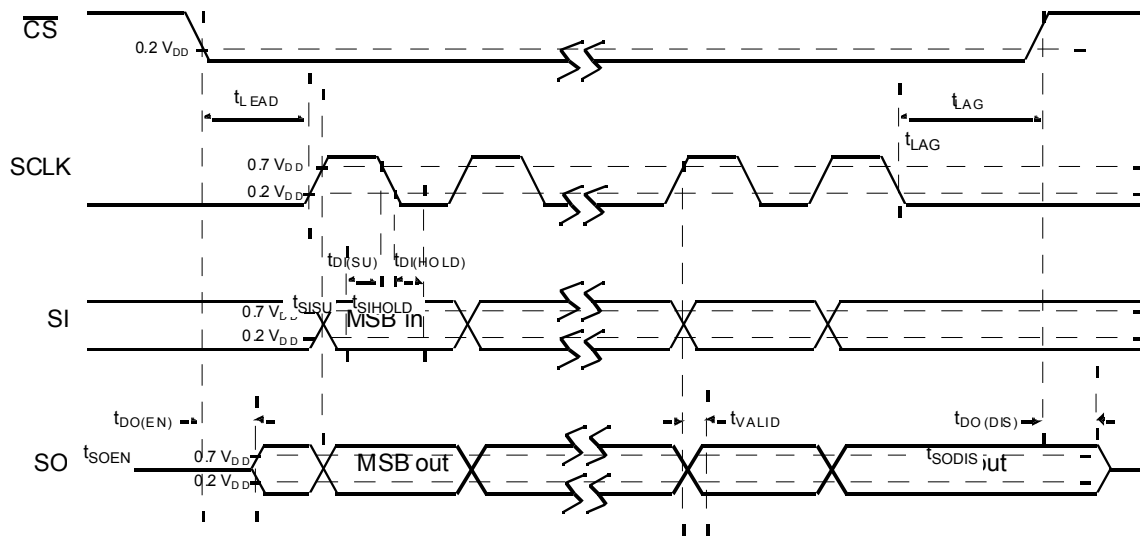 CS
0.2 VDD
tLEAD
tLAG
tLAG
SCLK
0.7 VDD
0.2 VDD
tDI(SU)
tDI(HOLD)
tSISU
tSIHOLD
SI
0.7 VDD
MSB in
0.2 VDD
tDO(EN)
tVALID
tDO(DIS)
tSOEN
SO
0.7 VDD
MSB out
tSODIS
out
0.2 VDD